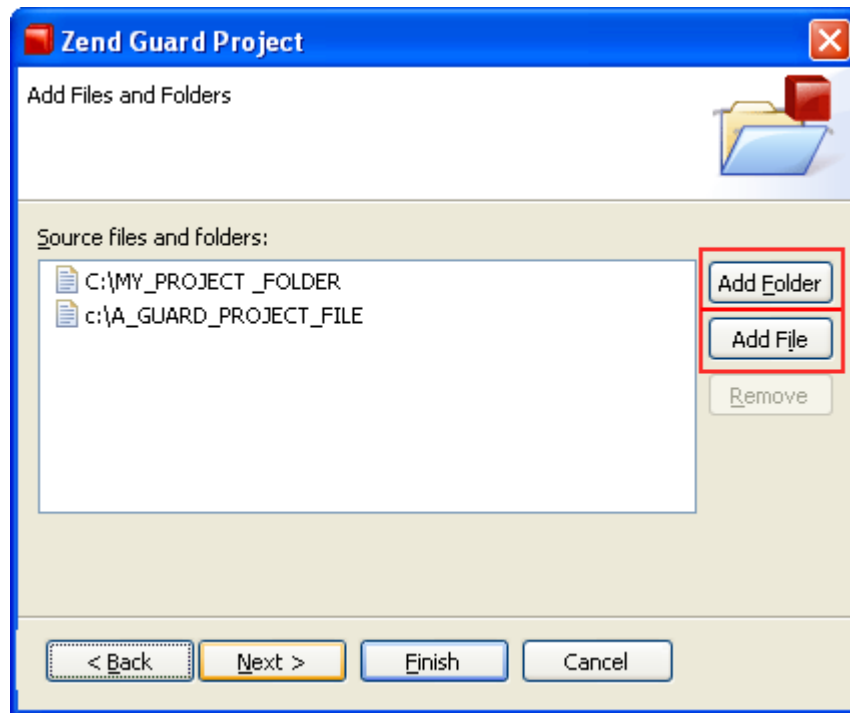 Zend Guard Project
Add Files and Folders
Source files and folders:
C:\MY_PROJECT _FOLDER
c:\A_GUARD_PROJECT_FILE
Add Folder
Add File
Remove
< Back
Next >
Finish
Cancel